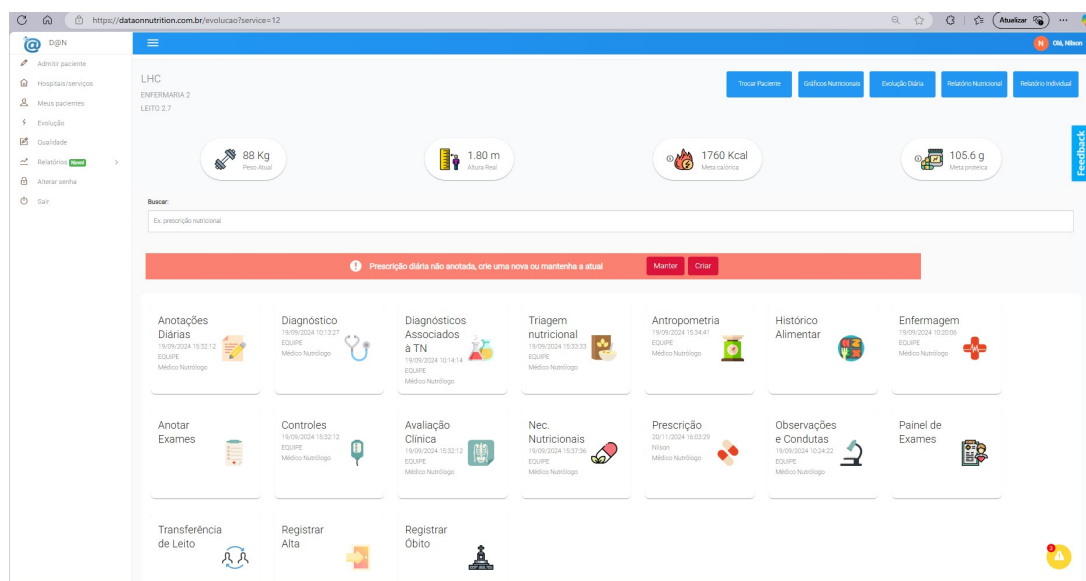 https://dataonnutrition.com.br/evolucao?service=12
Atualizar
D@N
N
Olá, Nilson
Admitir paciente
Hospitais/serviços
Meus pacientes
Evolução
Qualidade
Relatórios Novo!
Alterar senha
Sair
LHC
ENFERMARIA 2
LEITO 2.7
Trocar Paciente
Gráficos Nutricionais
Evolução Diária
Relatório Nutricional
Relatório Individual
Feedback
88 Kg
Peso Atual
1.80 m
Altura Real
1760 Kcal
Meta calórica
105.6 g
Meta proteica
Buscar:
Ex. prescrição nutricional
Prescrição diária não anotada, crie uma nova ou mantenha a atual
Manter
Criar
Anotações
Diárias
19/09/2024 15:32:12
EQUIPE
Médico Nutrólogo
Diagnóstico
19/09/2024 10:13:27
EQUIPE
Médico Nutrólogo
Diagnósticos
Associados
à TN
19/09/2024 10:14:14
EQUIPE
Médico Nutrólogo
Triagem
nutricional
19/09/2024 15:33:33
EQUIPE
Médico Nutrólogo
Antropometria
19/09/2024 15:34:41
EQUIPE
Médico Nutrólogo
Histórico
Alimentar
Enfermagem
19/09/2024 10:20:06
EQUIPE
Médico Nutrólogo
Anotar
Exames
Controles
19/09/2024 15:32:12
EQUIPE
Médico Nutrólogo
Avaliação
Clínica
19/09/2024 15:32:12
EQUIPE
Médico Nutrólogo
Nec.
Nutricionais
19/09/2024 15:37:36
EQUIPE
Médico Nutrólogo
Prescrição
20/11/2024 16:03:29
Nilson
Médico Nutrólogo
Observações
e Condutas
19/09/2024 10:24:22
EQUIPE
Médico Nutrólogo
Painel de
Exames
Transferência
de Leito
Registrar
Alta
Registrar
Óbito
3